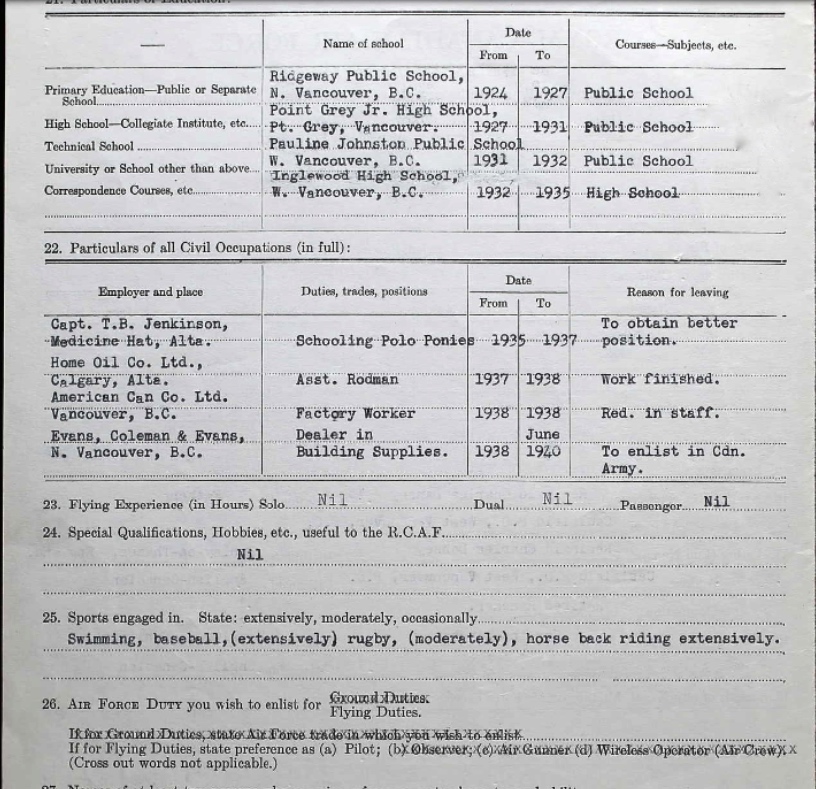 21. Particulars of Education:
— Name of school Date Courses—Subjects, etc.
From To
Ridgeway Public School,
Primary Education—Public or Separate N. Vancouver, B.C. 1924 1927 Public School
School
Point Grey Jr. High School,
High School—Collegiate Institute, etc. Pt. Grey, Vancouver. 1927 1931 Public School
Technical School Pauline Johnston Public School
University or School other than above W. Vancouver, B.C. 1931 1932 Public School
Inglewood High School,
Correspondence Courses, etc. W. Vancouver, B.C. 1932 1935 High School
22. Particulars of all Civil Occupations (in full):
Employer and place Duties, trades, positions Date Reason for leaving
From To
Capt. T.B. Jenkinson, To obtain better
Medicine Hat, Alta. Schooling Polo Ponies 1935 1937 position.
Home Oil Co. Ltd.,
Calgary, Alta. Asst. Rodman 1937 1938 Work finished.
American Can Co. Ltd.
Vancouver, B.C. Factory Worker 1938 1938 Red. in staff.
Evans, Coleman & Evans, Dealer in June
N. Vancouver, B.C. Building Supplies. 1938 1940 To enlist in Cdn.
Army.
23. Flying Experience (in Hours) Solo Nil Dual Nil Passenger Nil
24. Special Qualifications, Hobbies, etc., useful to the R.C.A.F.
Nil
25. Sports engaged in. State: extensively, moderately, occasionally
Swimming, baseball,(extensively) rugby, (moderately), horse back riding extensively.
26. AIR FORCE DUTY you wish to enlist for Ground Duties.
Flying Duties.
If for Ground Duties, state Air Force trade in which you wish to enlist
If for Flying Duties, state preference as (a) Pilot; (b) Observer; (c) Air Gunner (d) Wireless Operator (Air Crew).
(Cross out words not applicable.)